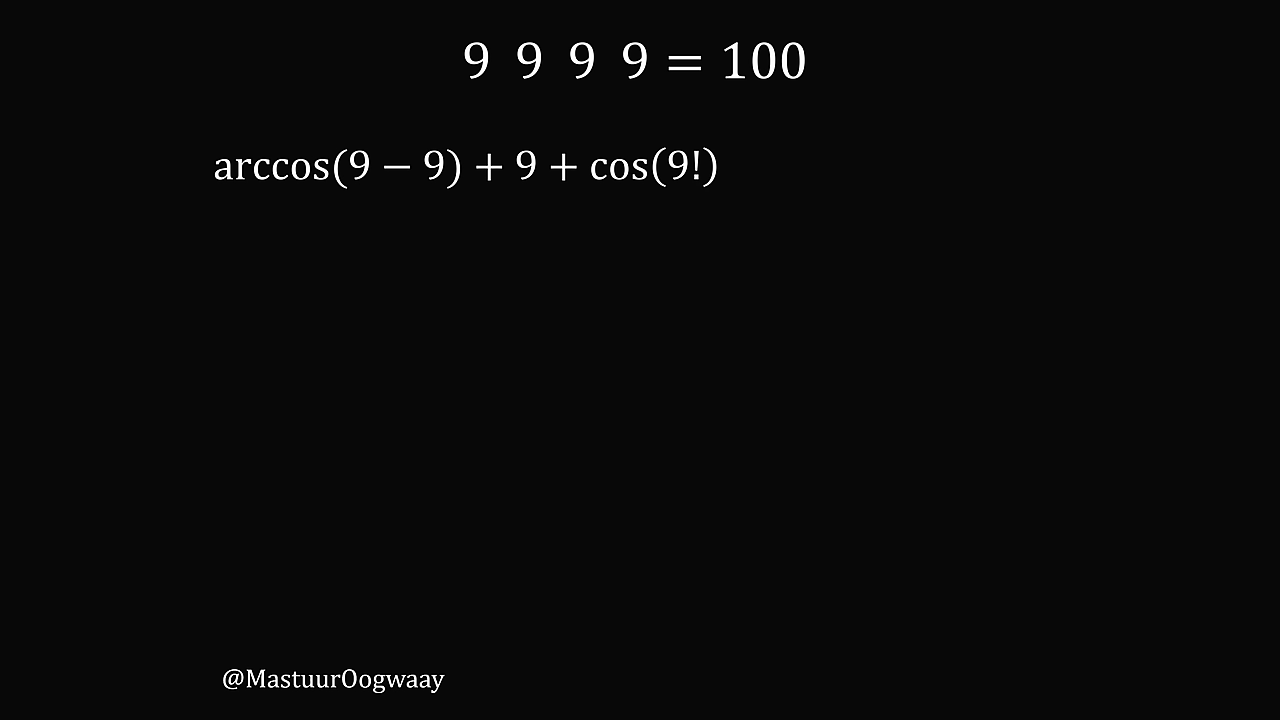 9 9 9 9 = 100
arccos(9 − 9) + 9 + cos(9!)
@MastuurOogwaay